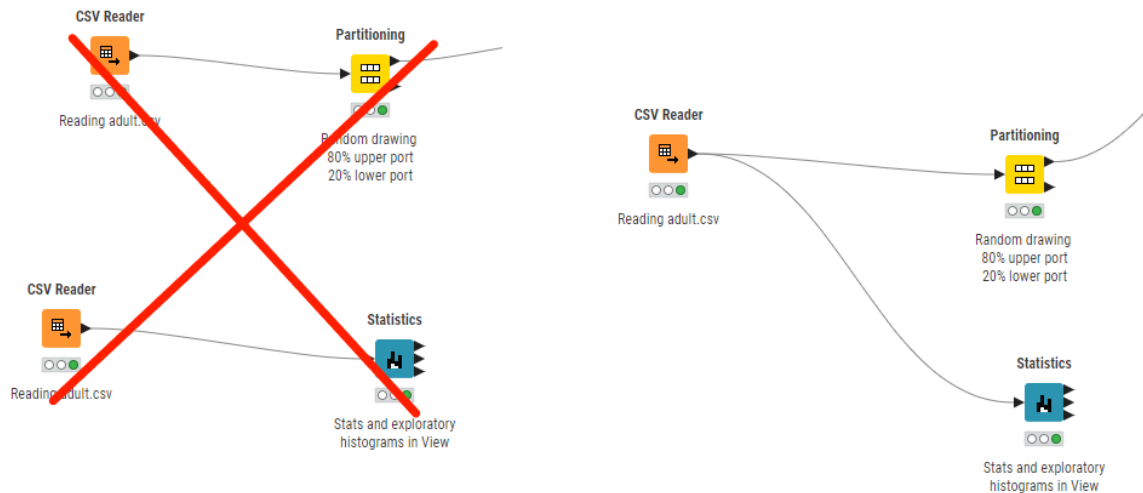 CSV Reader
Reading adult.csv
Partitioning
Random drawing
80% upper port
20% lower port
CSV Reader
Reading adult.csv
Statistics
Stats and exploratory
histograms in View
CSV Reader
Reading adult.csv
Partitioning
Random drawing
80% upper port
20% lower port
Statistics
Stats and exploratory
histograms in View